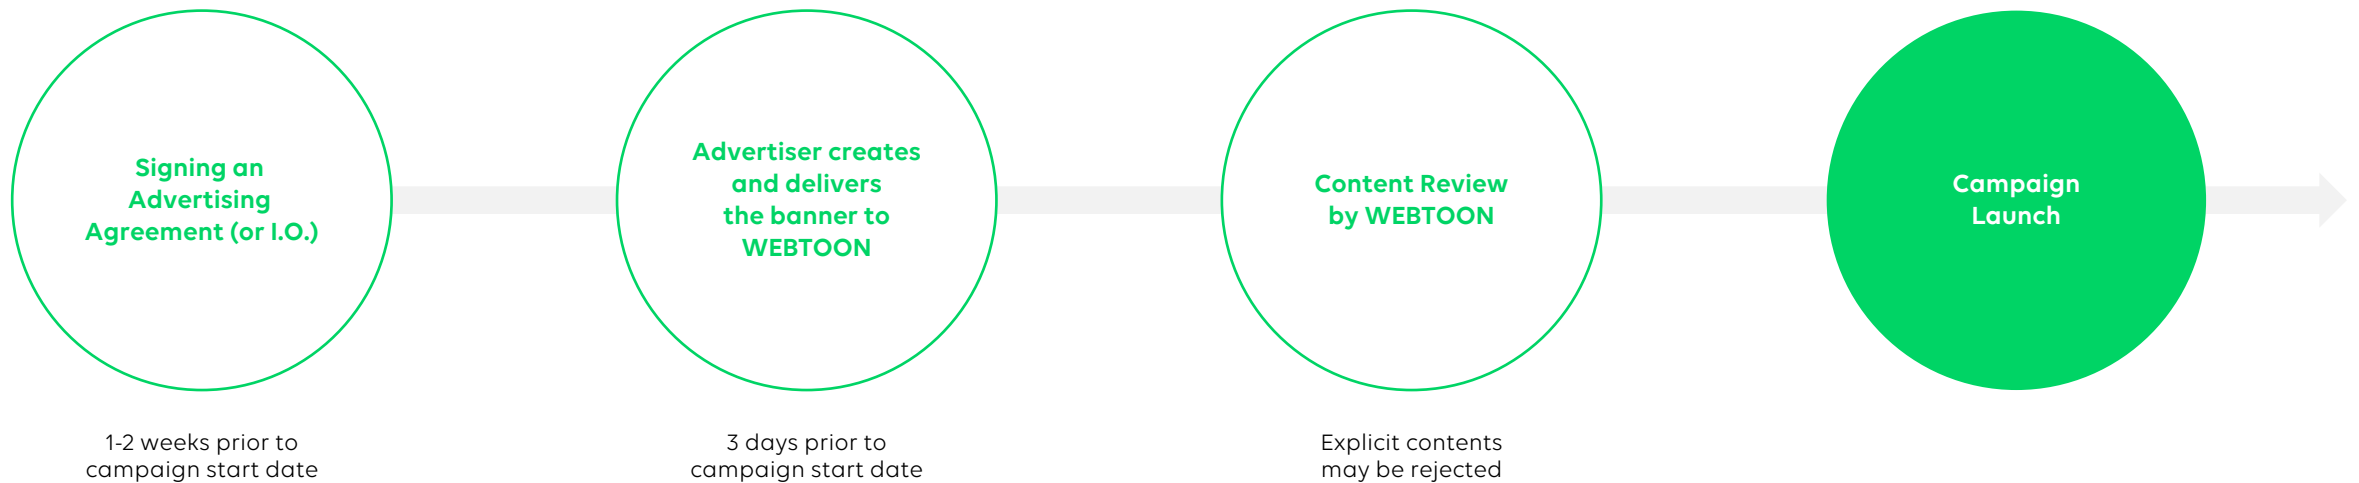 Signing an
Advertising
Agreement (or I.O.)
1-2 weeks prior to
campaign start date
Advertiser creates
and delivers
the banner to
WEBTOON
3 days prior to
campaign start date
Content Review
by WEBTOON
Explicit contents
may be rejected
Campaign
Launch